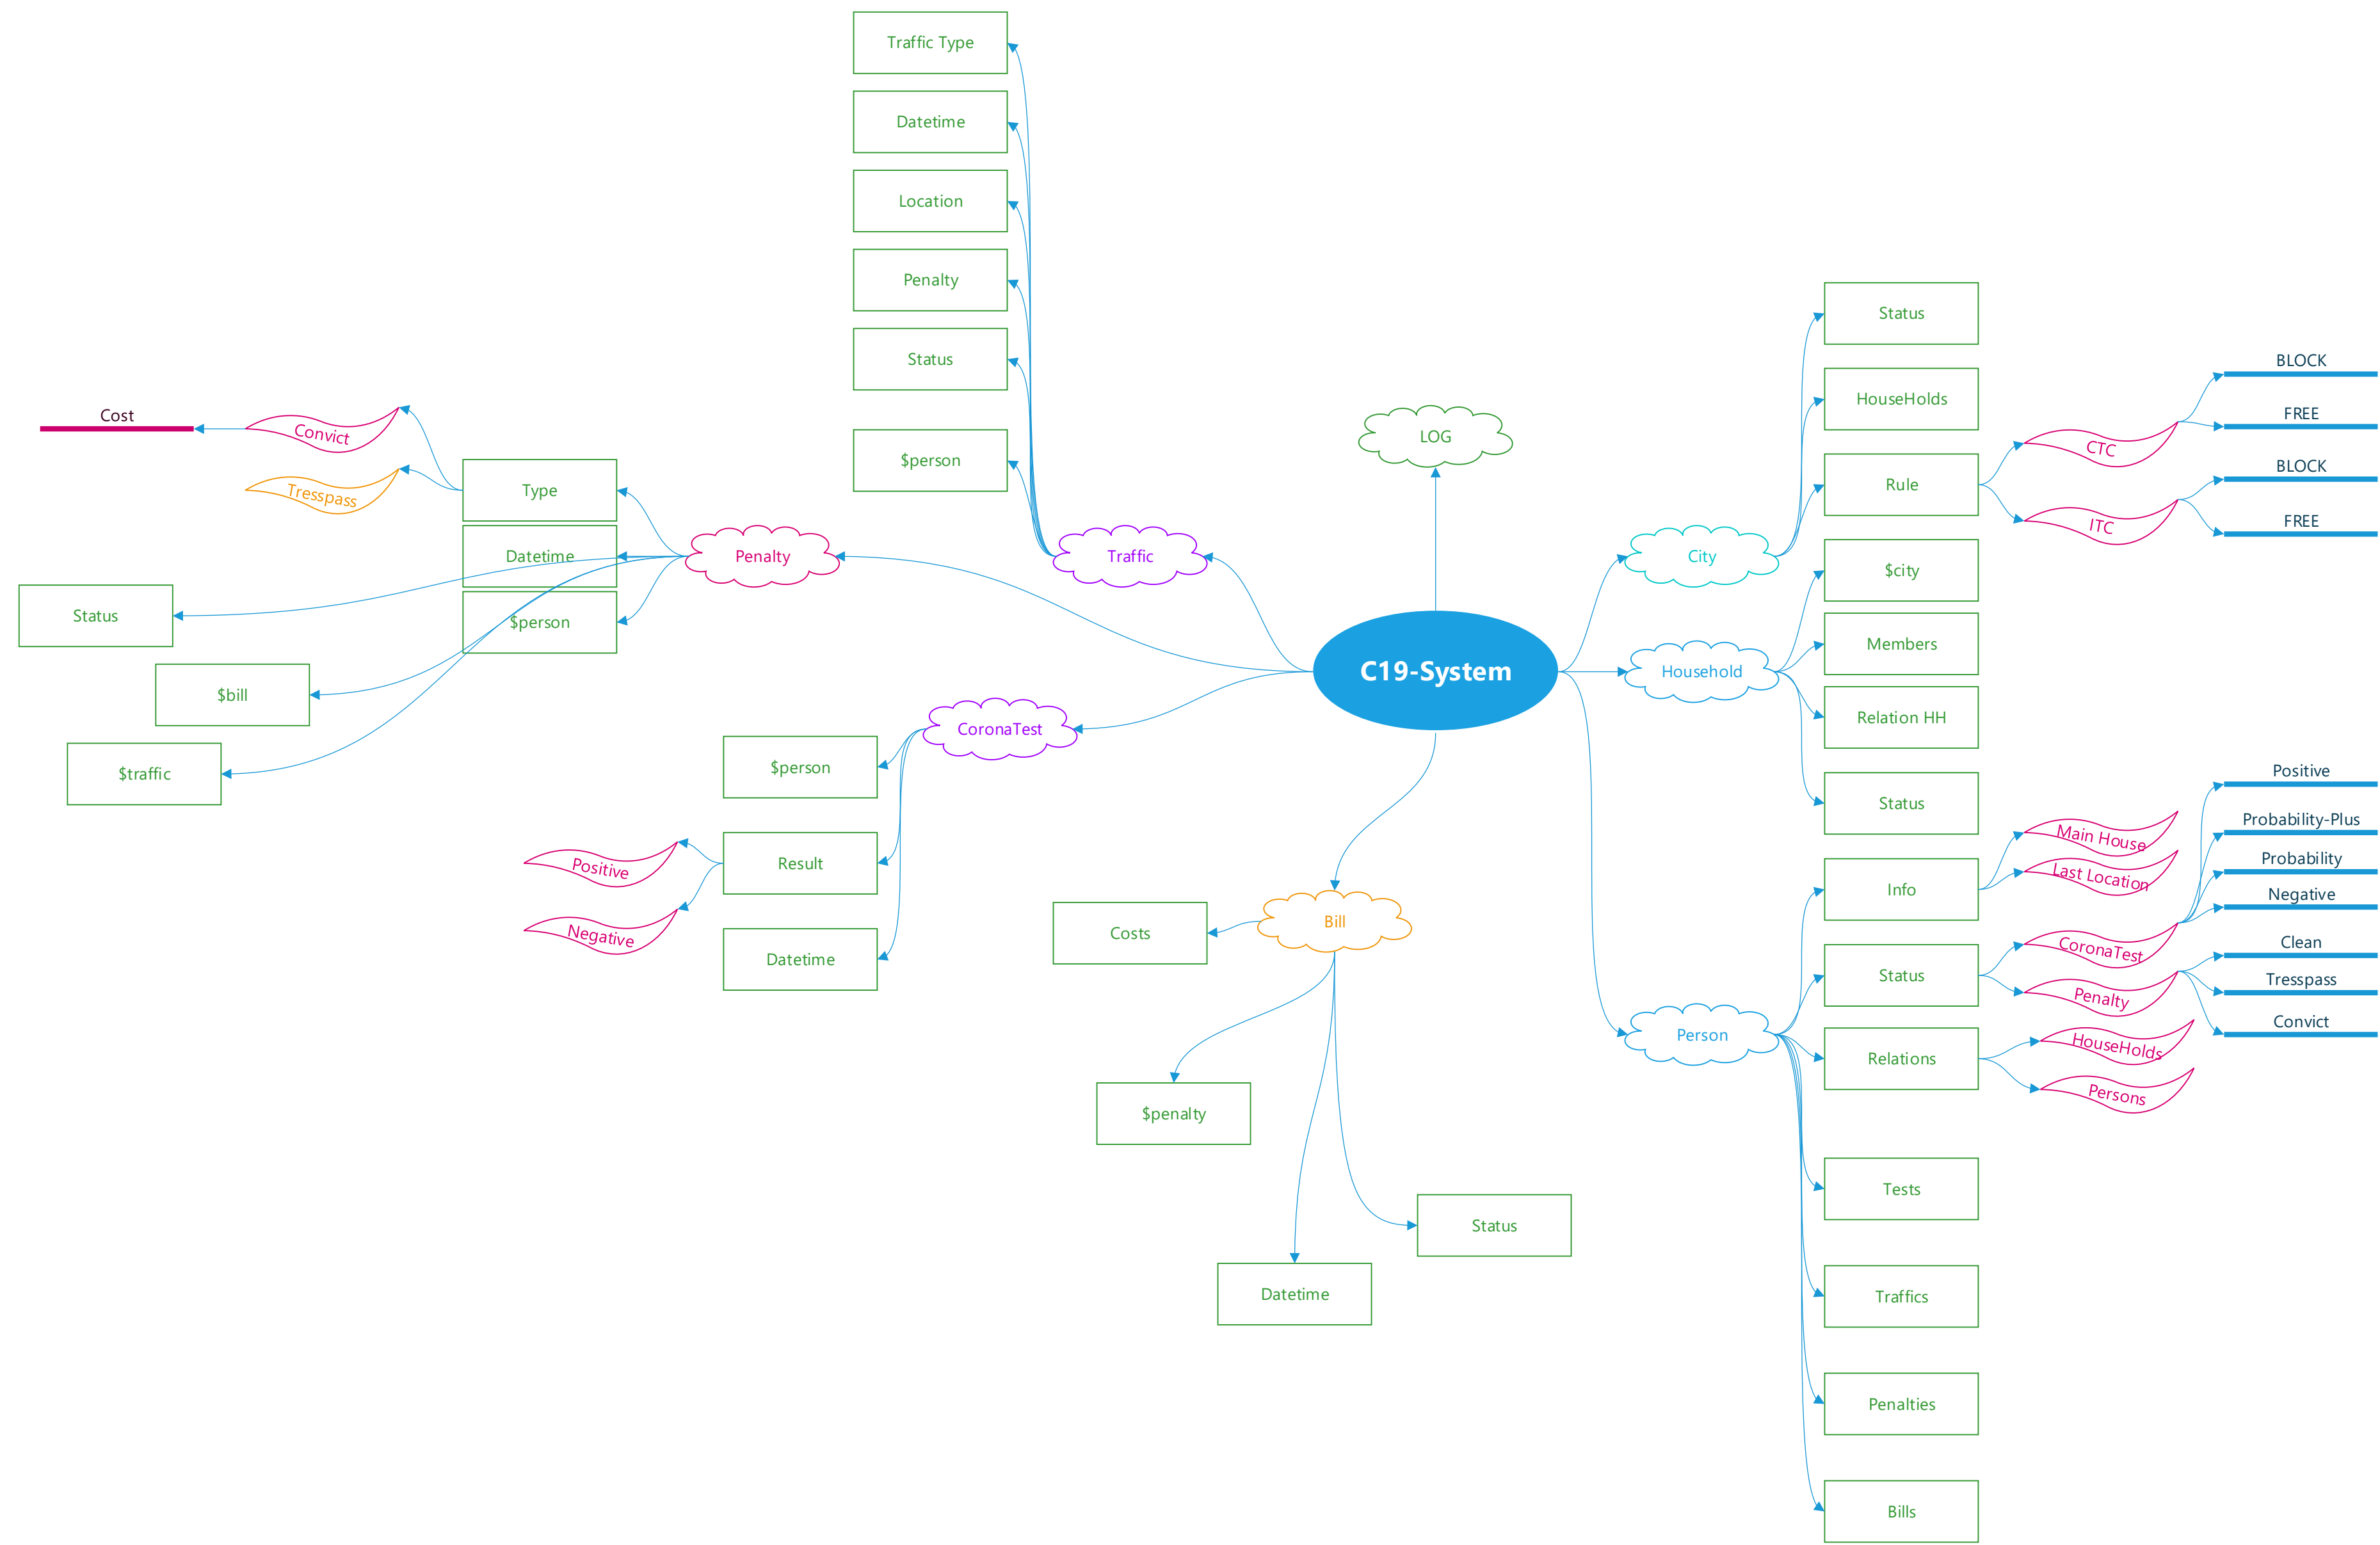 Traffic Type
Datetime
Location
Penalty
Status
$person
Traffic
Cost
Convict
Tresspass
Type
Datetime
$person
Status
$bill
$traffic
Penalty
LOG
C19-System
CoronaTest
$person
Result
Datetime
Positive
Negative
Bill
Costs
$penalty
Datetime
Status
City
Status
HouseHolds
Rule
CTC
BLOCK
FREE
ITC
BLOCK
FREE
Household
$city
Members
Relation HH
Status
Person
Info
Main House
Last Location
Status
CoronaTest
Positive
Probability-Plus
Probability
Negative
Penalty
Clean
Tresspass
Convict
Relations
HouseHolds
Persons
Tests
Traffics
Penalties
Bills